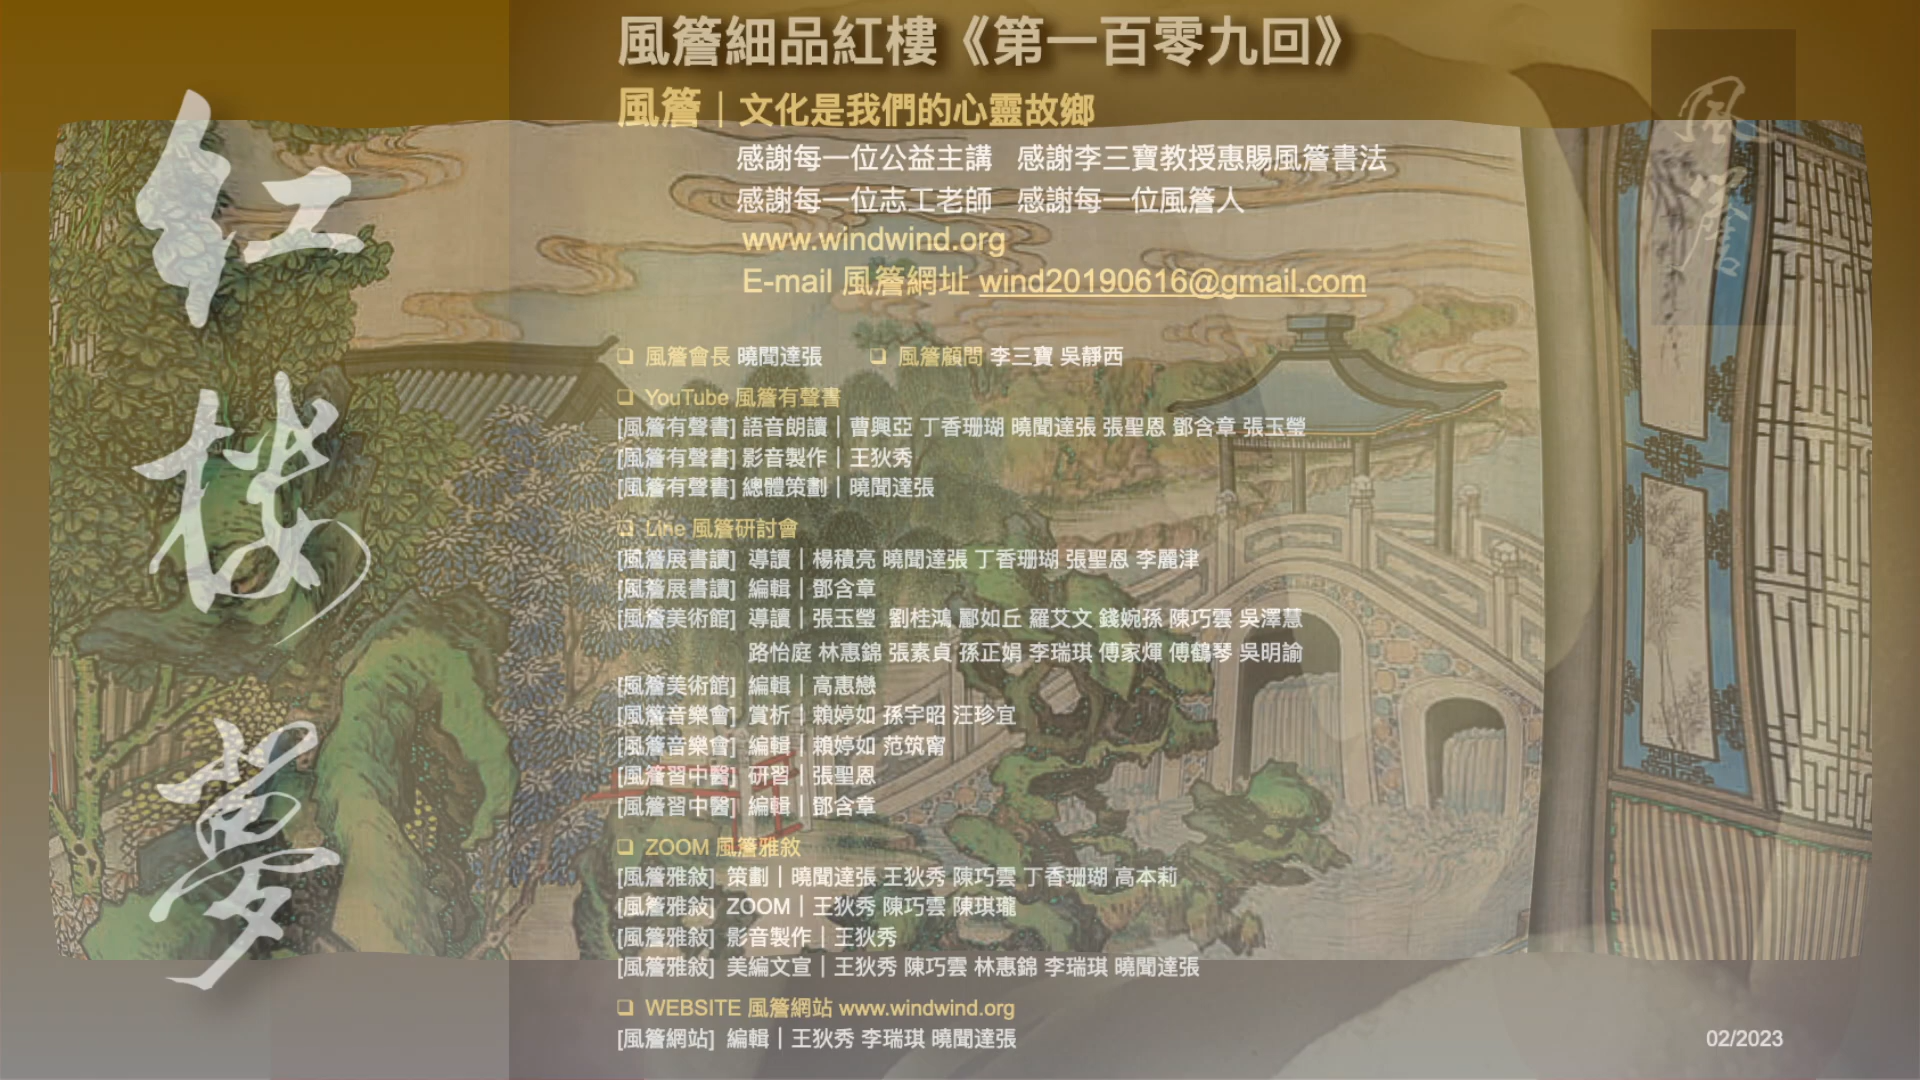 紅樓夢
風簷細品紅樓《第一百零九回》
風簷｜文化是我們的心靈故鄉
感謝每一位公益主講 感謝李三寶教授惠賜風簷書法
感謝每一位志工老師 感謝每一位風簷人
www.windwind.org
E-mail 風簷網址 wind20190616@gmail.com
❑ 風簷會長 曉聞達張 ❑ 風簷顧問 李三寶 吳靜西
❑ YouTube 風簷有聲書
[風簷有聲書] 語音朗讀｜曹興亞 丁香珊瑚 曉聞達張 張聖恩 鄧含章 張玉瑩
[風簷有聲書] 影音製作｜王狄秀
[風簷有聲書] 總體策劃｜曉聞達張
❑ Line 風簷研討會
[風簷展書讀] 導讀｜楊積亮 曉聞達張 丁香珊瑚 張聖恩 李麗津
[風簷展書讀] 編輯｜鄧含章
[風簷美術館] 導讀｜張玉瑩 劉桂鴻 酈如丘 羅艾文 錢婉孫 陳巧雲 吳澤慧
路怡庭 林惠錦 張素貞 孫正娟 李瑞琪 傅家煇 傅鶴琴 吳明諭
[風簷美術館] 編輯｜高惠戀
[風簷音樂會] 賞析｜賴婷如 孫宇昭 汪珍宜
[風簷音樂會] 編輯｜賴婷如 范筑甯
[風簷習中醫] 研習｜張聖恩
[風簷習中醫] 編輯｜鄧含章
❑ ZOOM 風簷雅敘
[風簷雅敘] 策劃｜曉聞達張 王狄秀 陳巧雲 丁香珊瑚 高本莉
[風簷雅敘] ZOOM｜王狄秀 陳巧雲 陳琪瓏
[風簷雅敘] 影音製作｜王狄秀
[風簷雅敘] 美編文宣｜王狄秀 陳巧雲 林惠錦 李瑞琪 曉聞達張
❑ WEBSITE 風簷網站 www.windwind.org
[風簷網站] 編輯｜王狄秀 李瑞琪 曉聞達張
風簷
02/2023